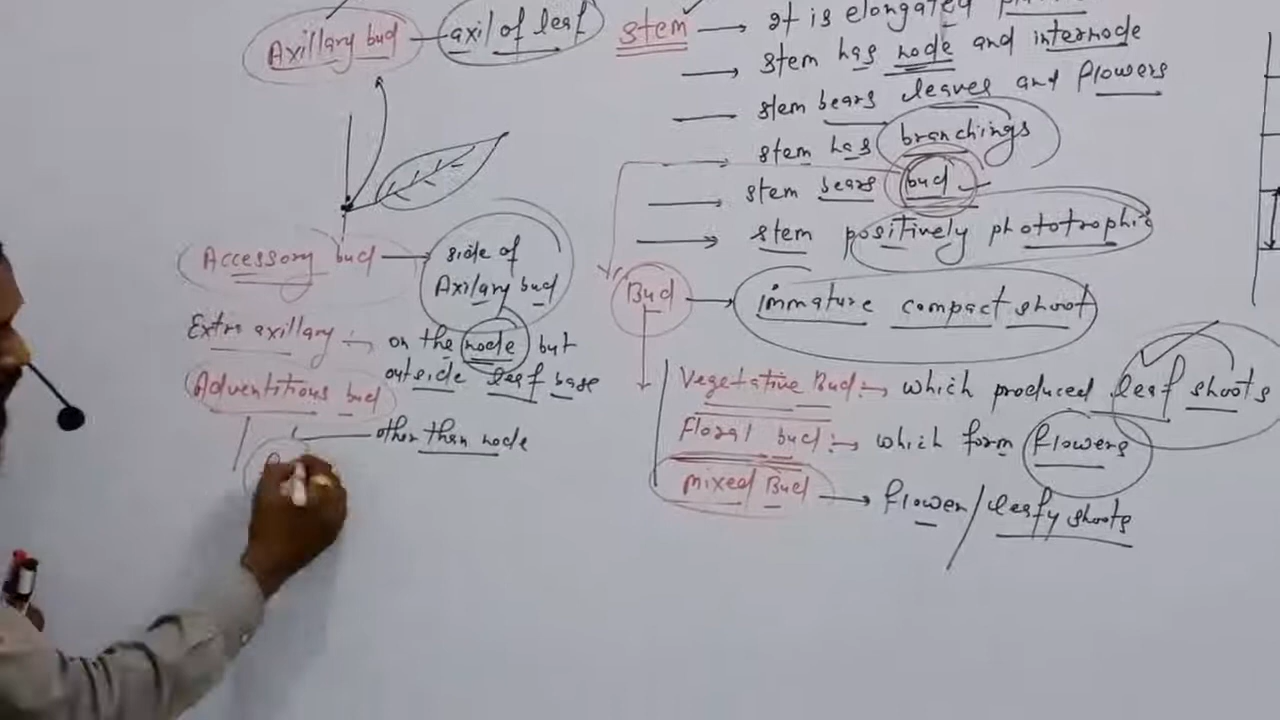 Axillary bud — axil of leaf
Accessory bud → side of
Axilary bud
Extra axillary :→ on the node but
outside leaf base
Adventitious bud
other than node
stem → It is elongated
→ stem has node and internode
→ stem bears leaves and flowers
→ stem has branchings
→ stem bears bud
→ stem positively phototrophic
Bud → immature compact shoot
Vegetative Bud :→ which produced leaf shoots
Floral bud :→ which form flowers
mixed Bud → flower/leafy shoots